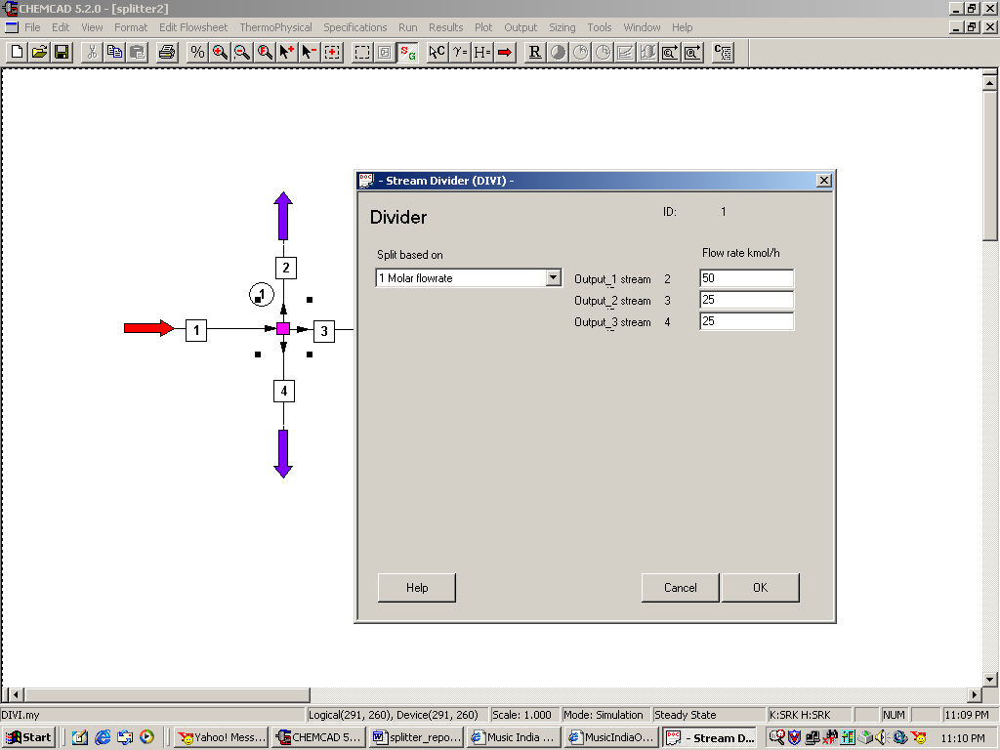 CHEMCAD 5.2.0 - [splitter2]
File Edit View Format Edit Flowsheet ThermoPhysical Specifications Run Results Plot Output Sizing Tools Window Help
% C γ= H= R
S G
- Stream Divider (DIVI) -
Divider
ID: 1
Split based on
Flow rate kmol/h
1 Molar flowrate
Output_1 stream 2 50
Output_2 stream 3 25
Output_3 stream 4 25
2
1
1
3
4
Help Cancel OK
DIVI.my Logical(291, 260), Device(291, 260) Scale: 1.000 Mode: Simulation Steady State K:SRK H:SRK NUM 11:09 PM
Start Yahoo! Mess... CHEMCAD 5.... splitter_repo... Music India ... MusicIndiaO... - Stream D... 11:10 PM